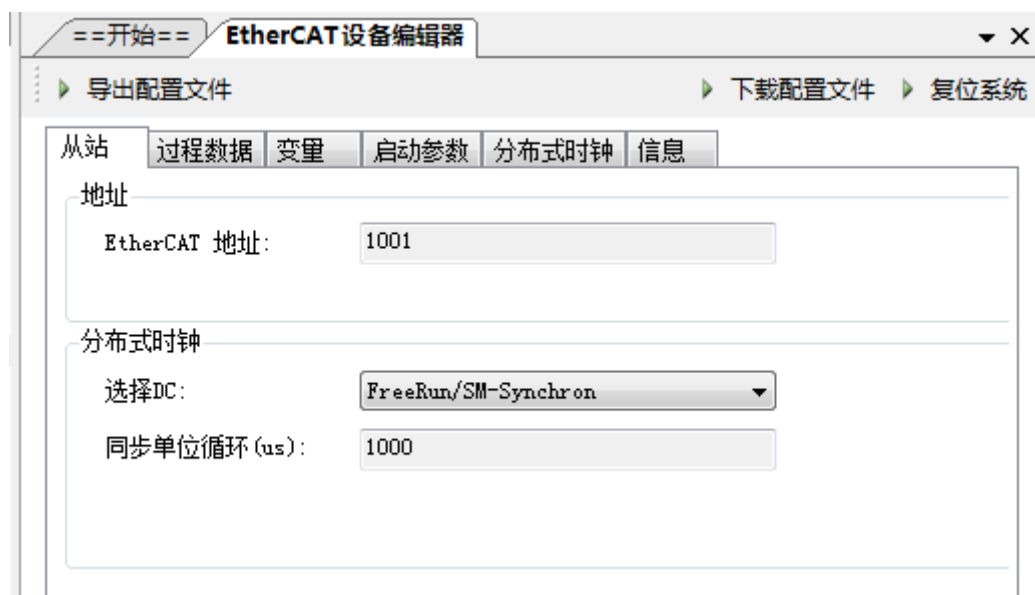 ==开始== EtherCAT设备编辑器
导出配置文件 下载配置文件 复位系统
从站 过程数据 变量 启动参数 分布式时钟 信息
地址
EtherCAT 地址: 1001
分布式时钟
选择DC: FreeRun/SM-Synchron
同步单位循环(us): 1000